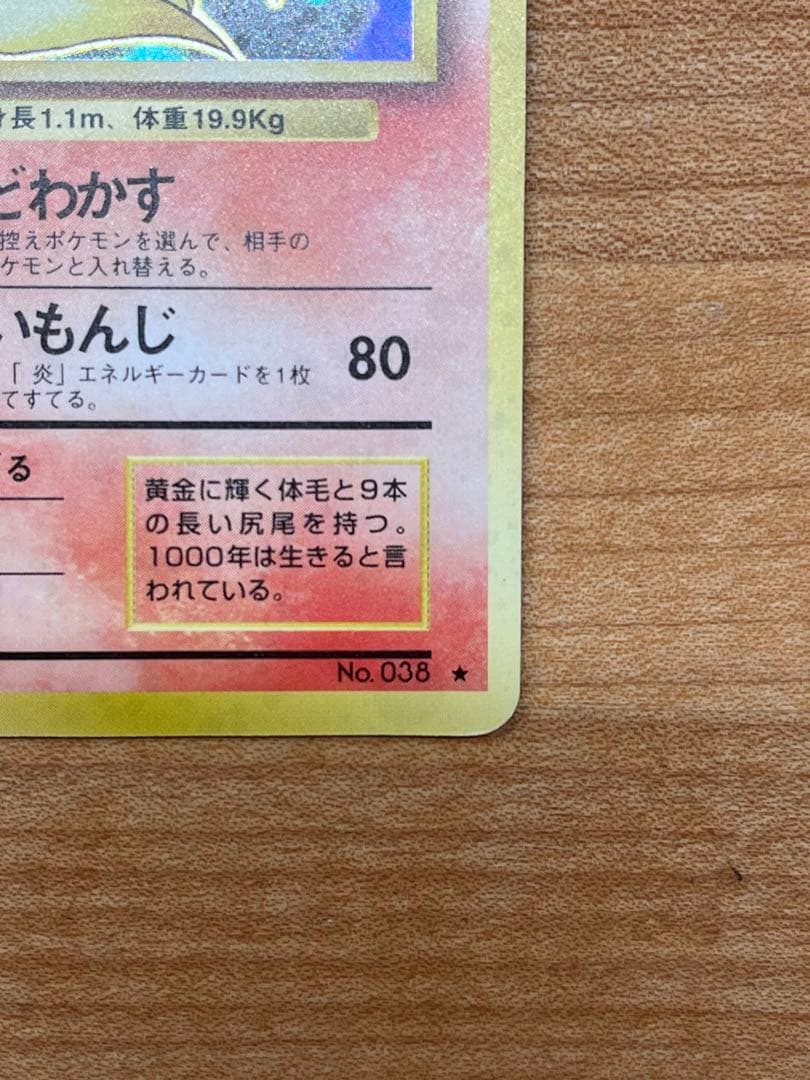 長1.1m、体重19.9Kg
どわかす
控えポケモンを選んで、相手の
ケモンと入れ替える。
いもんじ
80
「炎」エネルギーカードを1枚
てすてる。
る
黄金に輝く体毛と9本
の長い尻尾を持つ。
1000年は生きると言
われている。
No. 038 ★